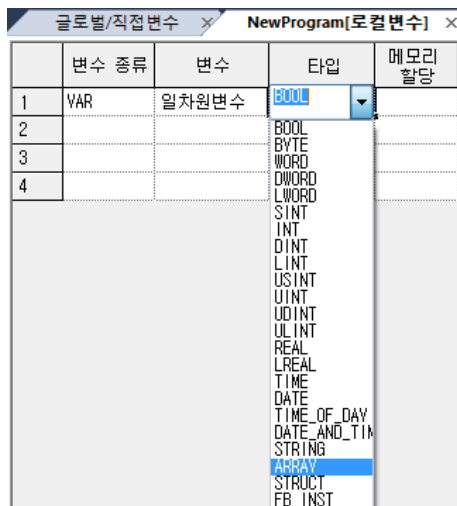 글로벌/직접변수 × NewProgram[로컬변수] ×
변수 종류 변수 타입 메모리 할당
1 VAR 일차원변수 BOOL
2
3
4
BOOL
BYTE
WORD
DWORD
LWORD
SINT
INT
DINT
LINT
USINT
UINT
UDINT
ULINT
REAL
LREAL
TIME
DATE
TIME_OF_DAY
DATE_AND_TIM
STRING
ARRAY
STRUCT
FB_INST